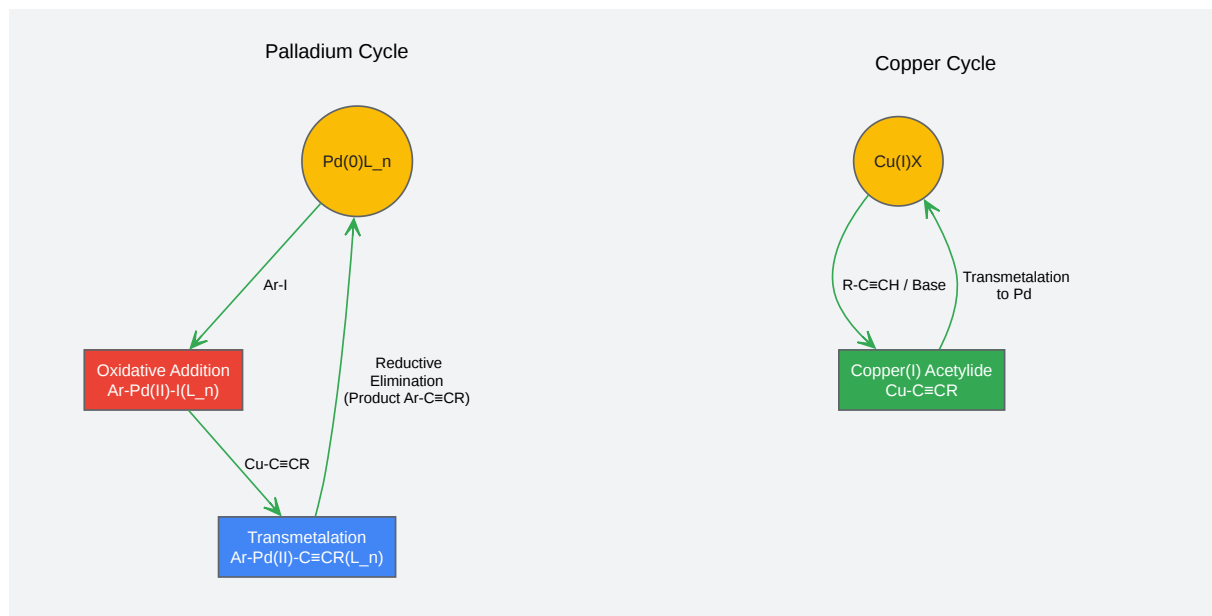 Palladium Cycle
Pd(0)L_n
Ar-I
Oxidative Addition
Ar-Pd(II)-I(L_n)
Reductive
Elimination
(Product Ar-C≡CR)
Cu-C≡CR
Transmetalation
Ar-Pd(II)-C≡CR(L_n)
Copper Cycle
Cu(I)X
R-C≡CH / Base
Transmetalation
to Pd
Copper(I) Acetylide
Cu-C≡CR